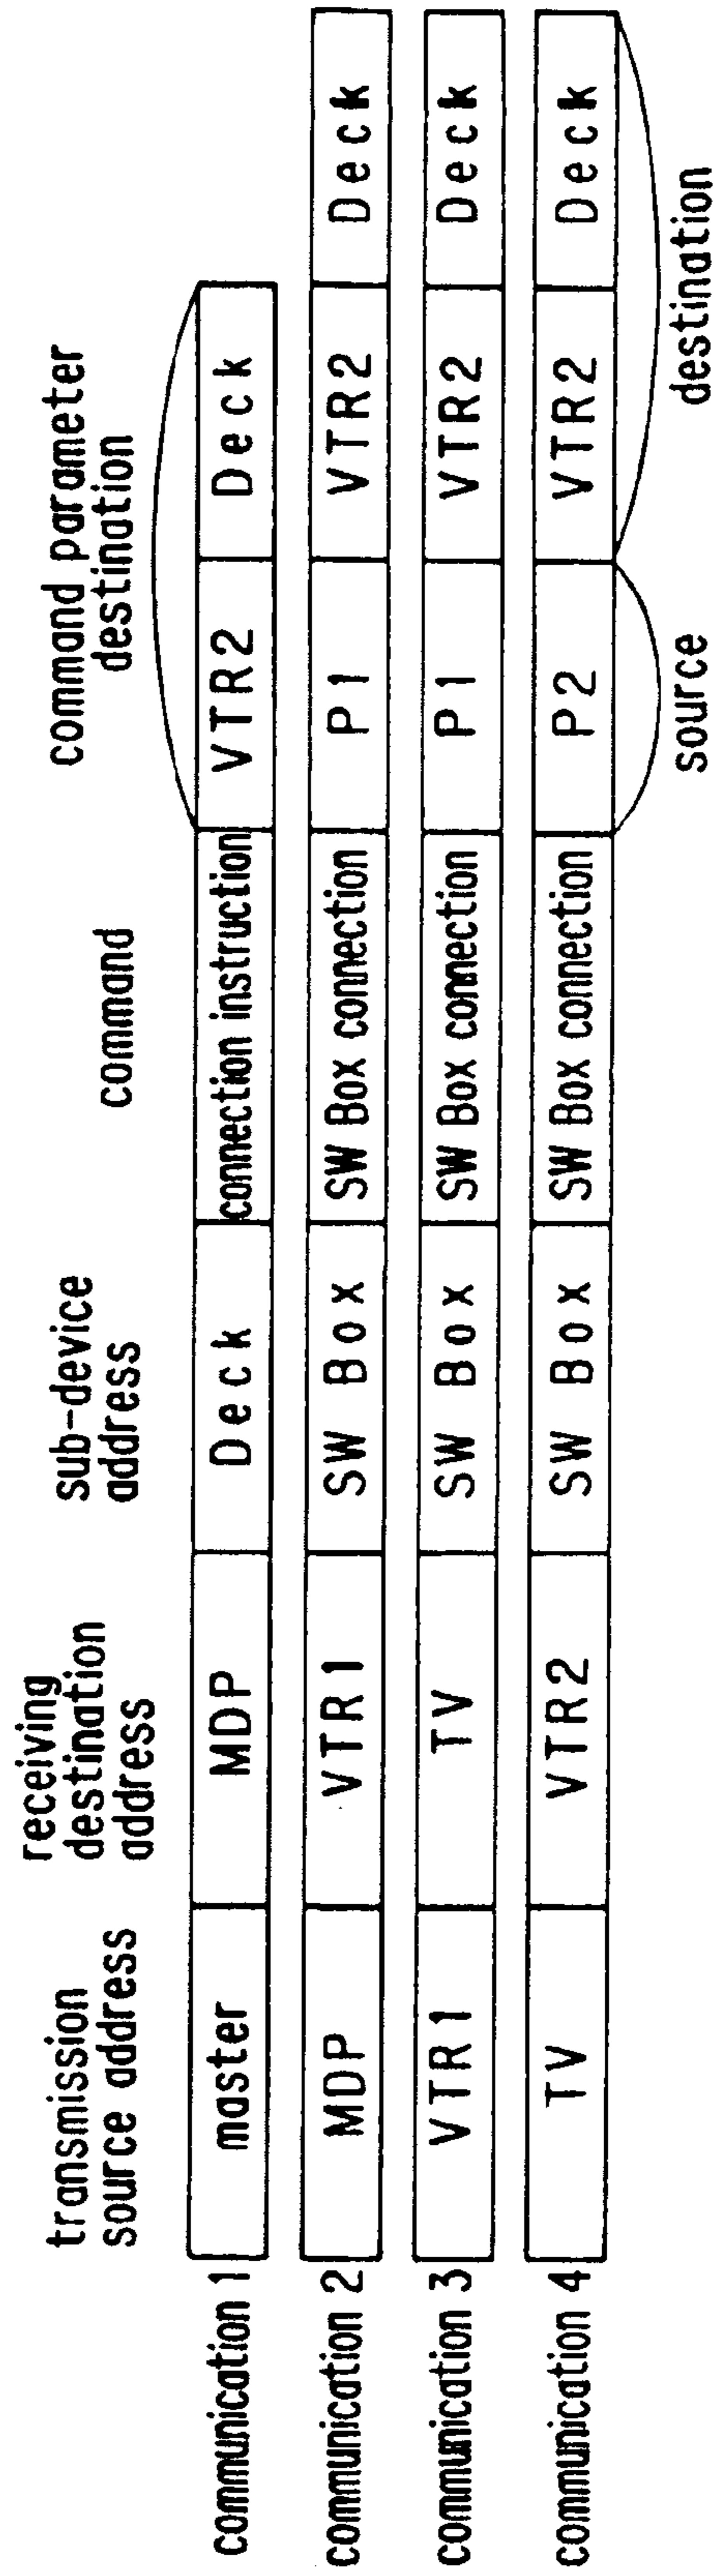 transmission
source address
receiving
destination
address
sub-device
address
command
command parameter
destination
communication 1 master MDP Deck connection instruction VTR2 Deck
communication 2 MDP VTR1 SW Box SW Box connection P1 VTR2 Deck
communication 3 VTR1 TV SW Box SW Box connection P1 VTR2 Deck
communication 4 TV VTR2 SW Box SW Box connection P2 VTR2 Deck
source
destination